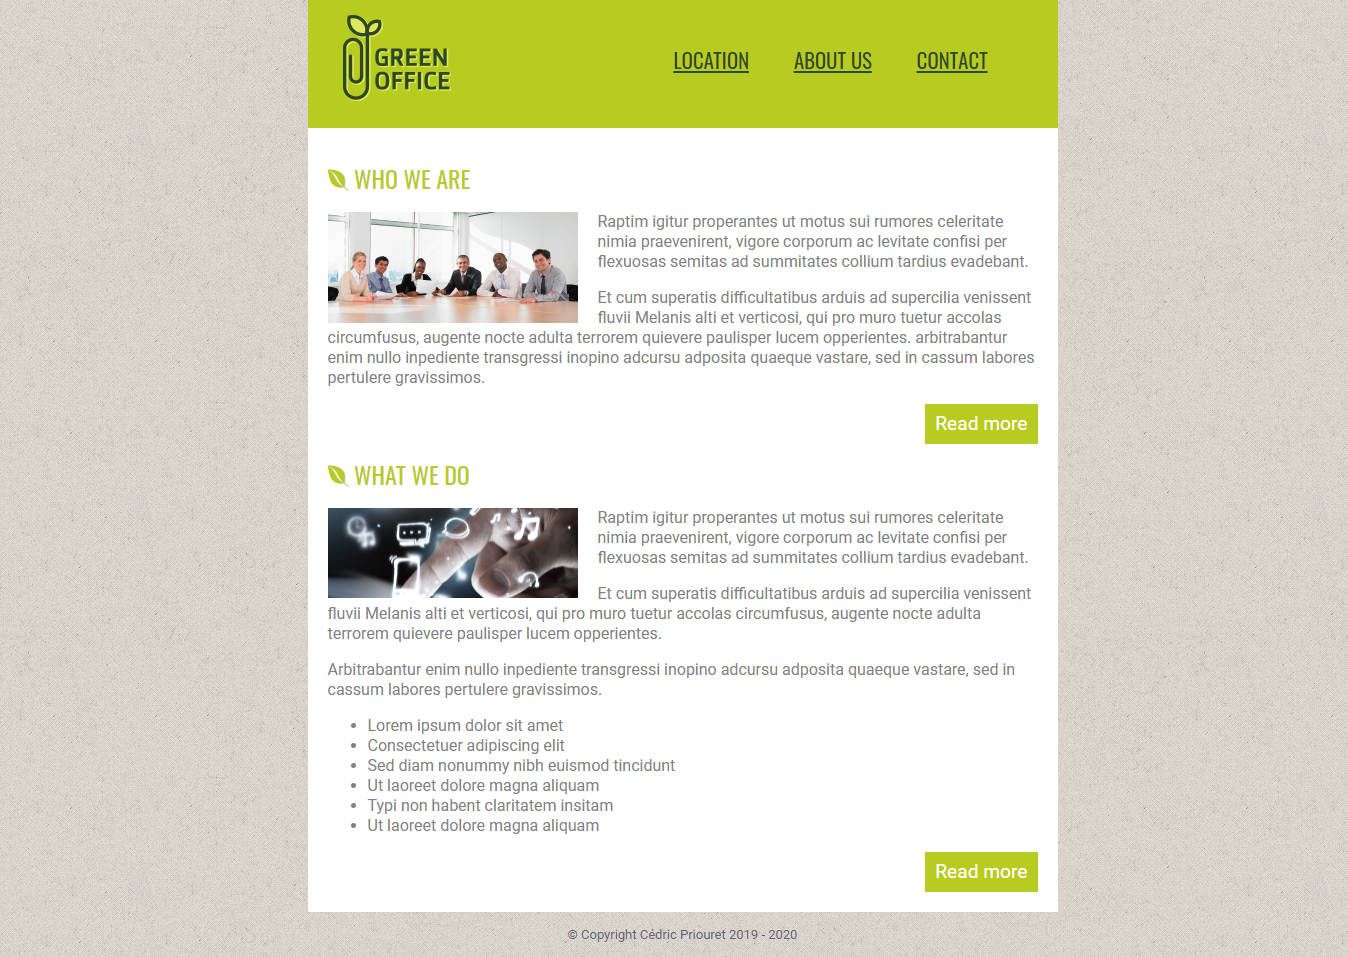 GREEN
OFFICE
LOCATION ABOUT US CONTACT
WHO WE ARE
Raptim igitur properantes ut motus sui rumores celeritate
nimia praevenirent, vigore corporum ac levitate confisi per
flexuosas semitas ad summitates collium tardius evadebant.
Et cum superatis difficultatibus arduis ad supercilia venissent
fluvii Melanis alti et verticosi, qui pro muro tuetur accolas
circumfusus, augente nocte adulta terrorem quievere paulisper lucem opperientes. arbitrabantur
enim nullo inpediente transgressi inopino adcursu adposita quaeque vastare, sed in cassum labores
pertulere gravissimos.
Read more
WHAT WE DO
Raptim igitur properantes ut motus sui rumores celeritate
nimia praevenirent, vigore corporum ac levitate confisi per
flexuosas semitas ad summitates collium tardius evadebant.
Et cum superatis difficultatibus arduis ad supercilia venissent
fluvii Melanis alti et verticosi, qui pro muro tuetur accolas circumfusus, augente nocte adulta
terrorem quievere paulisper lucem opperientes.
Arbitrabantur enim nullo inpediente transgressi inopino adcursu adposita quaeque vastare, sed in
cassum labores pertulere gravissimos.
• Lorem ipsum dolor sit amet
• Consectetuer adipiscing elit
• Sed diam nonummy nibh euismod tincidunt
• Ut laoreet dolore magna aliquam
• Typi non habent claritatem insitam
• Ut laoreet dolore magna aliquam
Read more
© Copyright Cédric Priouret 2019 - 2020